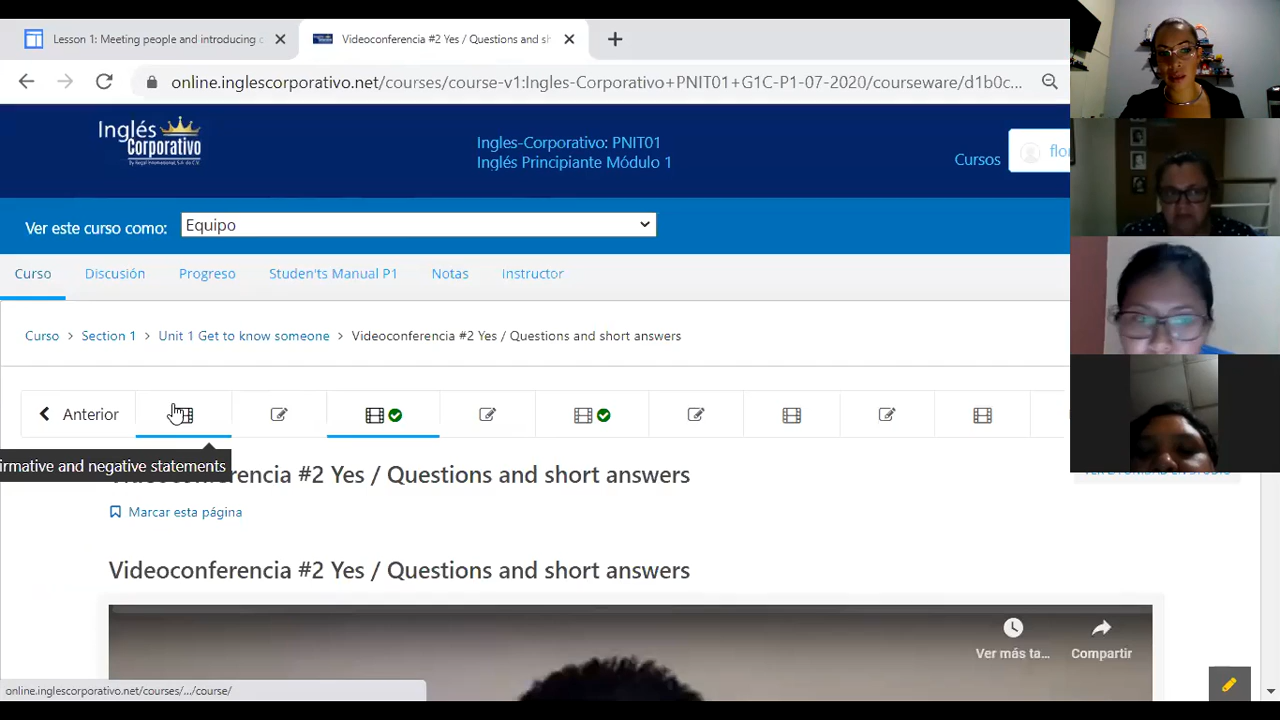 Lesson 1: Meeting people and introducing
Videoconferencia #2 Yes / Questions and sh
online.inglescorporativo.net/courses/course-v1:Ingles-Corporativo+PNIT01+G1C-P1-07-2020/courseware/d1b0c...
Inglés
Corporativo
Ingles-Corporativo: PNIT01
Inglés Principiante Módulo 1
Cursos
flor
Ver este curso como:
Equipo
Curso
Discusión
Progreso
Studen'ts Manual P1
Notas
Instructor
Curso > Section 1 > Unit 1 Get to know someone > Videoconferencia #2 Yes / Questions and short answers
Anterior
irmative and negative statements
Videoconferencia #2 Yes / Questions and short answers
Marcar esta página
Videoconferencia #2 Yes / Questions and short answers
Ver más ta...
Compartir
online.inglescorporativo.net/courses/.../course/